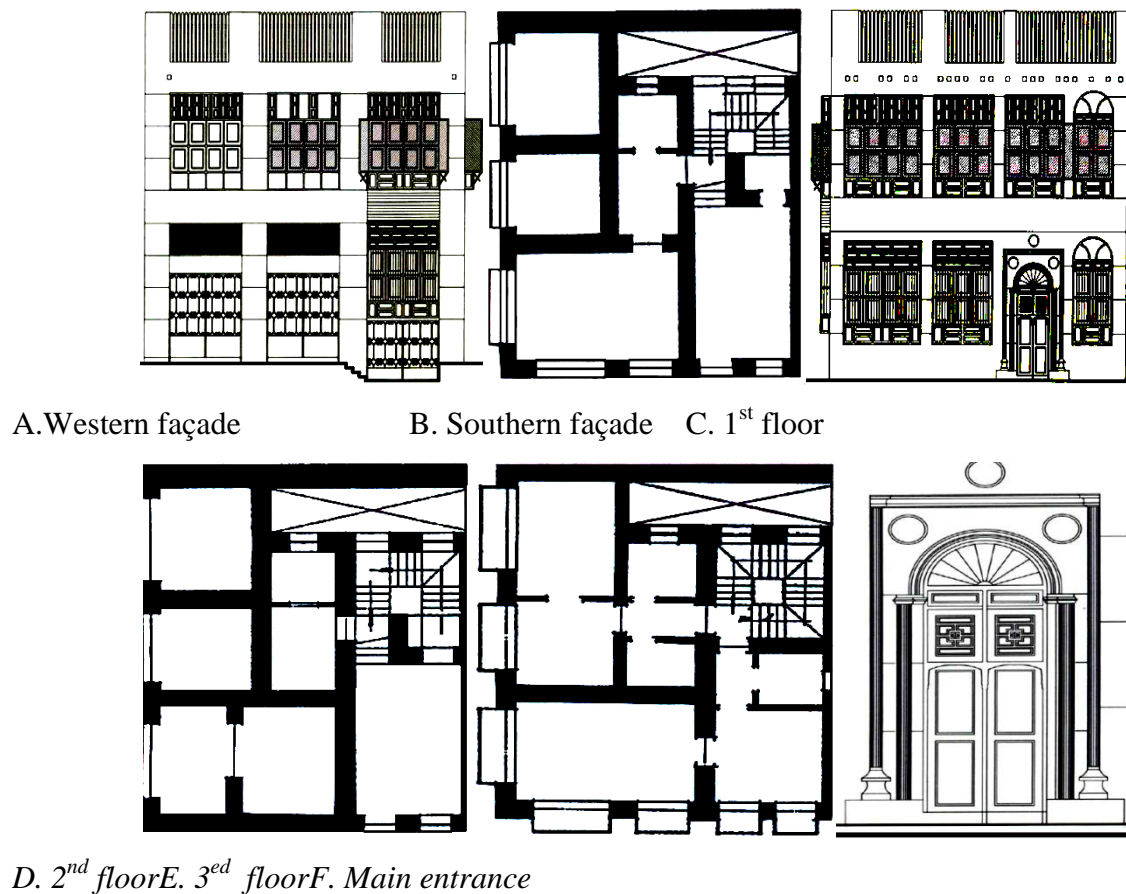 A.Western façade B. Southern façade C. 1st floor
D. 2nd floorE. 3ed floorF. Main entrance